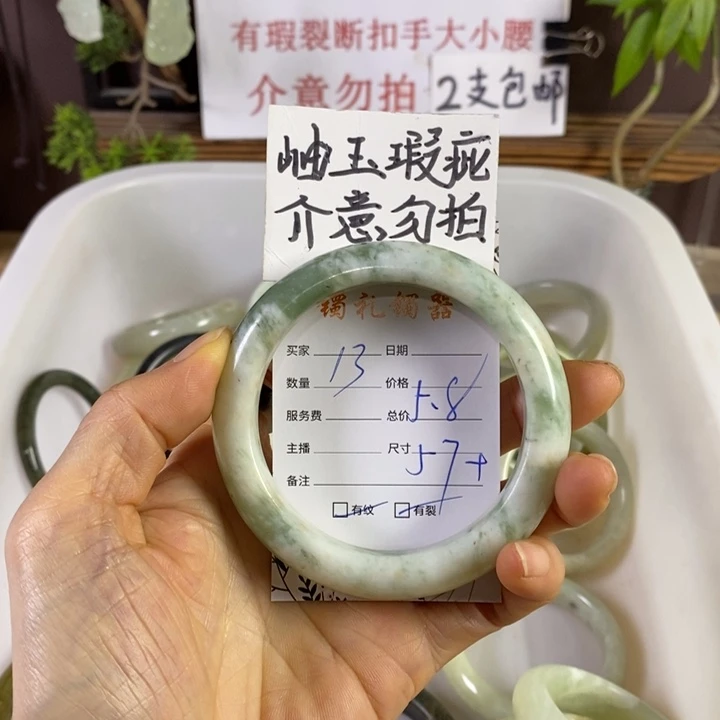 有瑕裂断扣手大小腰
介意勿拍 2支包邮
岫玉瑕疵
介意勿拍
镯礼镯器
买家 13 日期
数量 价格 5.8
服务费 总价
主播 尺寸 57+
备注
有纹 有裂